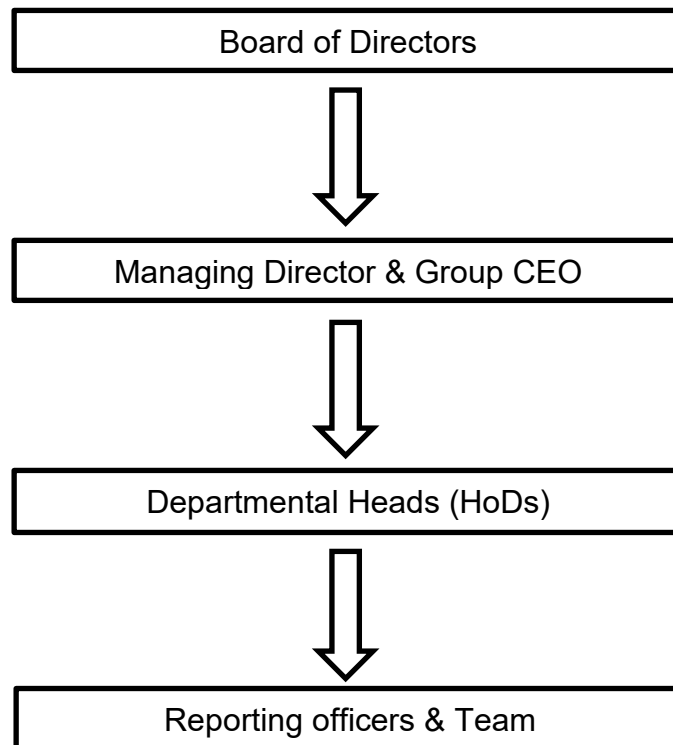 Board of Directors
Managing Director & Group CEO
Departmental Heads (HoDs)
Reporting officers & Team